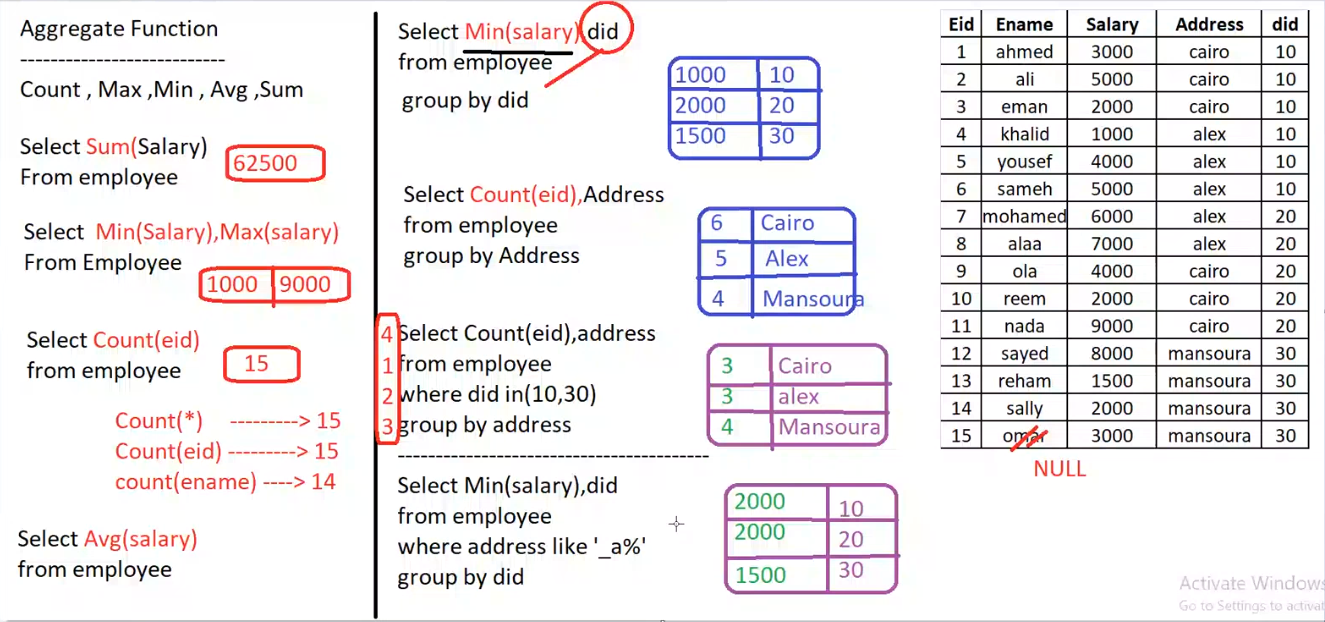 Aggregate Function
---------------------------
Count , Max ,Min , Avg ,Sum
Select Sum(Salary)
From employee
62500
Select Min(Salary),Max(salary)
From Employee
1000 9000
Select Count(eid)
from employee
15
Count(*) ---------> 15
Count(eid) ---------> 15
count(ename) ----> 14
Select Avg(salary)
from employee
Select Min(salary),did
from employee
group by did
1000 10
2000 20
1500 30
Select Count(eid),Address
from employee
group by Address
6 Cairo
5 Alex
4 Mansoura
4 Select Count(eid),address
1 from employee
2 where did in(10,30)
3 group by address
3 Cairo
3 alex
4 Mansoura
-----------------------------------------
Select Min(salary),did
from employee
where address like '_a%'
group by did
2000 10
2000 20
1500 30
Eid Ename Salary Address did
1 ahmed 3000 cairo 10
2 ali 5000 cairo 10
3 eman 2000 cairo 10
4 khalid 1000 alex 10
5 yousef 4000 alex 10
6 sameh 5000 alex 10
7 mohamed 6000 alex 20
8 alaa 7000 alex 20
9 ola 4000 cairo 20
10 reem 2000 cairo 20
11 nada 9000 cairo 20
12 sayed 8000 mansoura 30
13 reham 1500 mansoura 30
14 sally 2000 mansoura 30
15 omar 3000 mansoura 30
NULL
Activate Windows
Go to Settings to activat